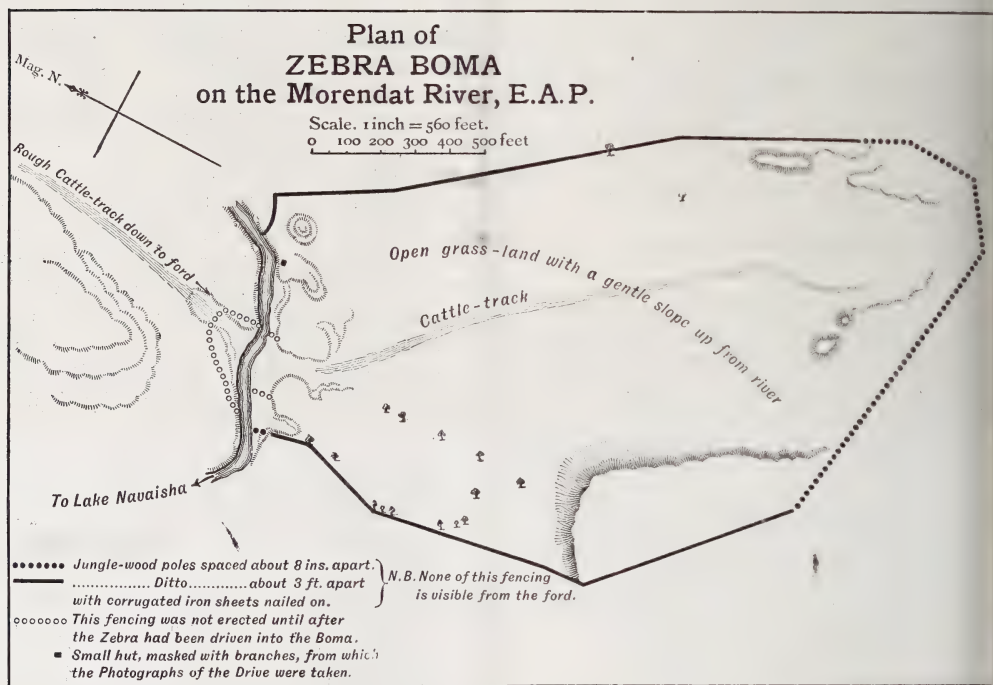 Plan of
ZEBRA BOMA
on the Morendat River, E.A.P.
Scale. 1 inch = 560 feet.
0 100 200 300 400 500 feet
Mag. N.
Rough Cattle-track down to ford
Open grass-land with a gentle slope up from river
Cattle-track
To Lake Navaisha
Jungle-wood poles spaced about 8 ins. apart.
Ditto about 3 ft. apart
with corrugated iron sheets nailed on.
N.B. None of this fencing
is visible from the ford.
This fencing was not erected until after
the Zebra had been driven into the Boma.
Small hut, masked with branches, from which
the Photographs of the Drive were taken.